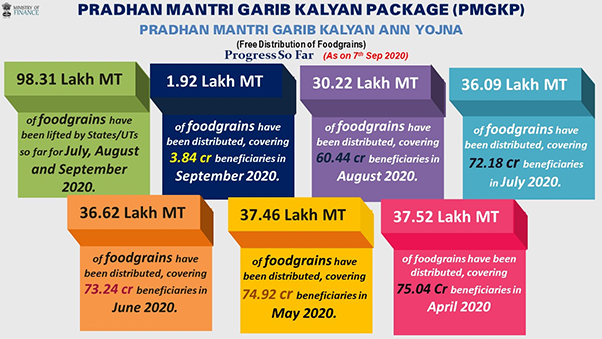 MINISTRY OF
FINANCE
PRADHAN MANTRI GARIB KALYAN PACKAGE (PMGKP)
PRADHAN MANTRI GARIB KALYAN ANN YOJNA
(Free Distribution of Foodgrains)
Progress So Far (As on 7th Sep 2020)
98.31 Lakh MT
of foodgrains have
been lifted by States/UTs
so far for July, August
and September
2020.
1.92 Lakh MT
of foodgrains have
been distributed, covering
3.84 cr beneficiaries in
September 2020.
30.22 Lakh MT
of foodgrains have
been distributed, covering
60.44 cr beneficiaries in
August 2020.
36.09 Lakh MT
of foodgrains have
been distributed, covering
72.18 cr beneficiaries
in July 2020.
36.62 Lakh MT
of foodgrains have
been distributed, covering
73.24 cr beneficiaries in
June 2020.
37.46 Lakh MT
of foodgrains have
been distributed, covering
74.92 cr beneficiaries in
May 2020.
37.52 Lakh MT
of foodgrains have been
distributed, covering
75.04 cr beneficiaries in
April 2020